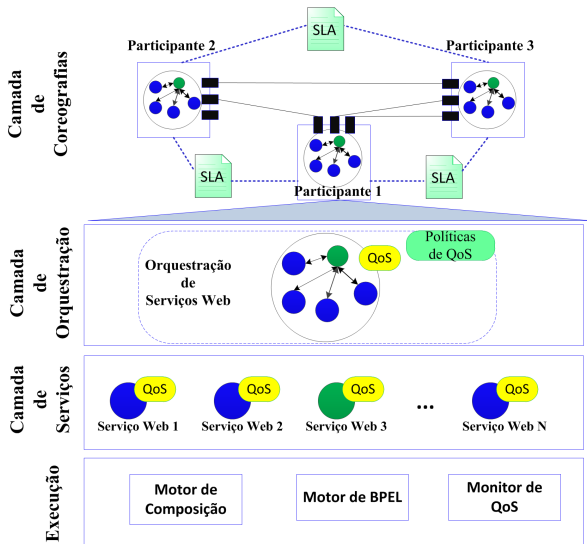 SLA
Participante 2
Participante 3
Camada
de
Coreografias
SLA
SLA
Participante 1
Camada
de
Orquestração
Orquestração
de
Serviços Web
QoS
Políticas
de QoS
Camada
de
Serviços
QoS
QoS
QoS
QoS
...
Serviço Web 1
Serviço Web 2
Serviço Web 3
Serviço Web N
Execução
Motor de
Composição
Motor de BPEL
Monitor de
QoS